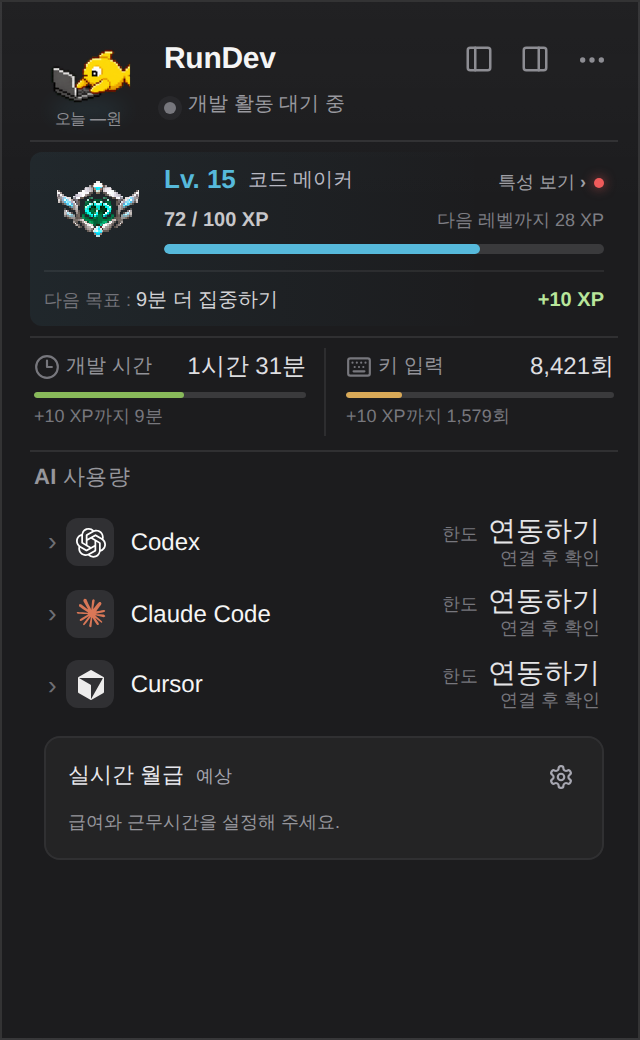 RunDev
개발 활동 대기 중
오늘 —원
Lv. 15 코드 메이커
특성 보기 ›
72 / 100 XP
다음 레벨까지 28 XP
다음 목표 : 9분 더 집중하기
+10 XP
개발 시간 1시간 31분
+10 XP까지 9분
키 입력 8,421회
+10 XP까지 1,579회
AI 사용량
› Codex
한도 연동하기
연결 후 확인
› Claude Code
한도 연동하기
연결 후 확인
› Cursor
한도 연동하기
연결 후 확인
실시간 월급 예상
급여와 근무시간을 설정해 주세요.